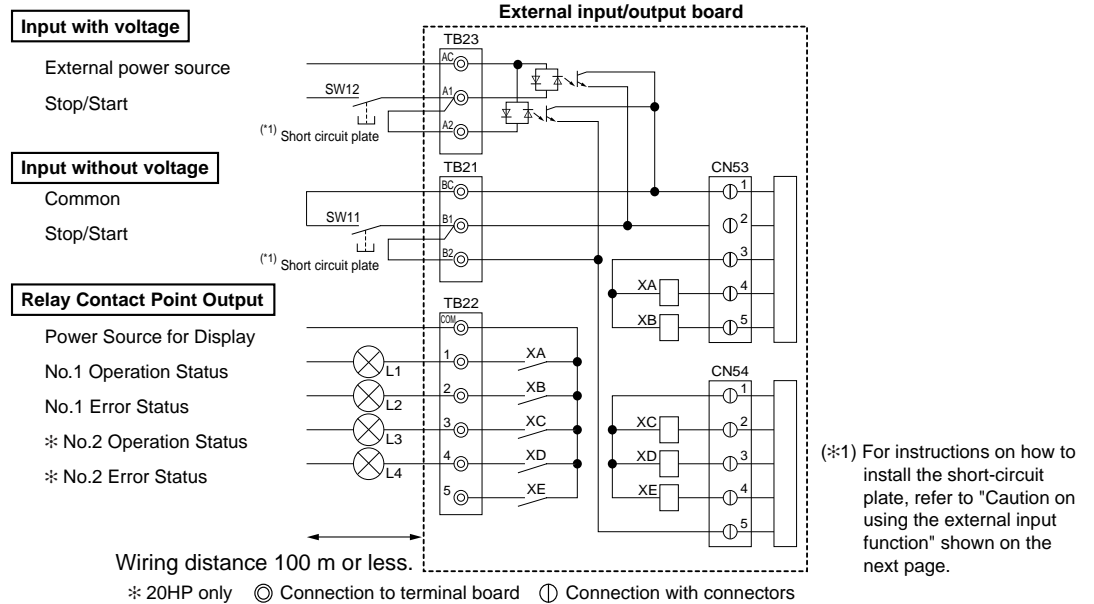 External input/output board
Input with voltage
External power source
Stop/Start
SW12
(*1) Short circuit plate
TB23
AC
A1
A2
Input without voltage
Common
Stop/Start
SW11
(*1) Short circuit plate
TB21
BC
B1
B2
CN53
1
2
3
XA 4
XB 5
Relay Contact Point Output
Power Source for Display
No.1 Operation Status
No.1 Error Status
✻ No.2 Operation Status
✻ No.2 Error Status
L1
L2
L3
L4
TB22
COM
1 XA
2 XB
3 XC
4 XD
5 XE
CN54
1
XC 2
XD 3
XE 4
5
(✻1) For instructions on how to
install the short-circuit
plate, refer to "Caution on
using the external input
function" shown on the
next page.
Wiring distance 100 m or less.
✻ 20HP only ◎ Connection to terminal board ⦶ Connection with connectors